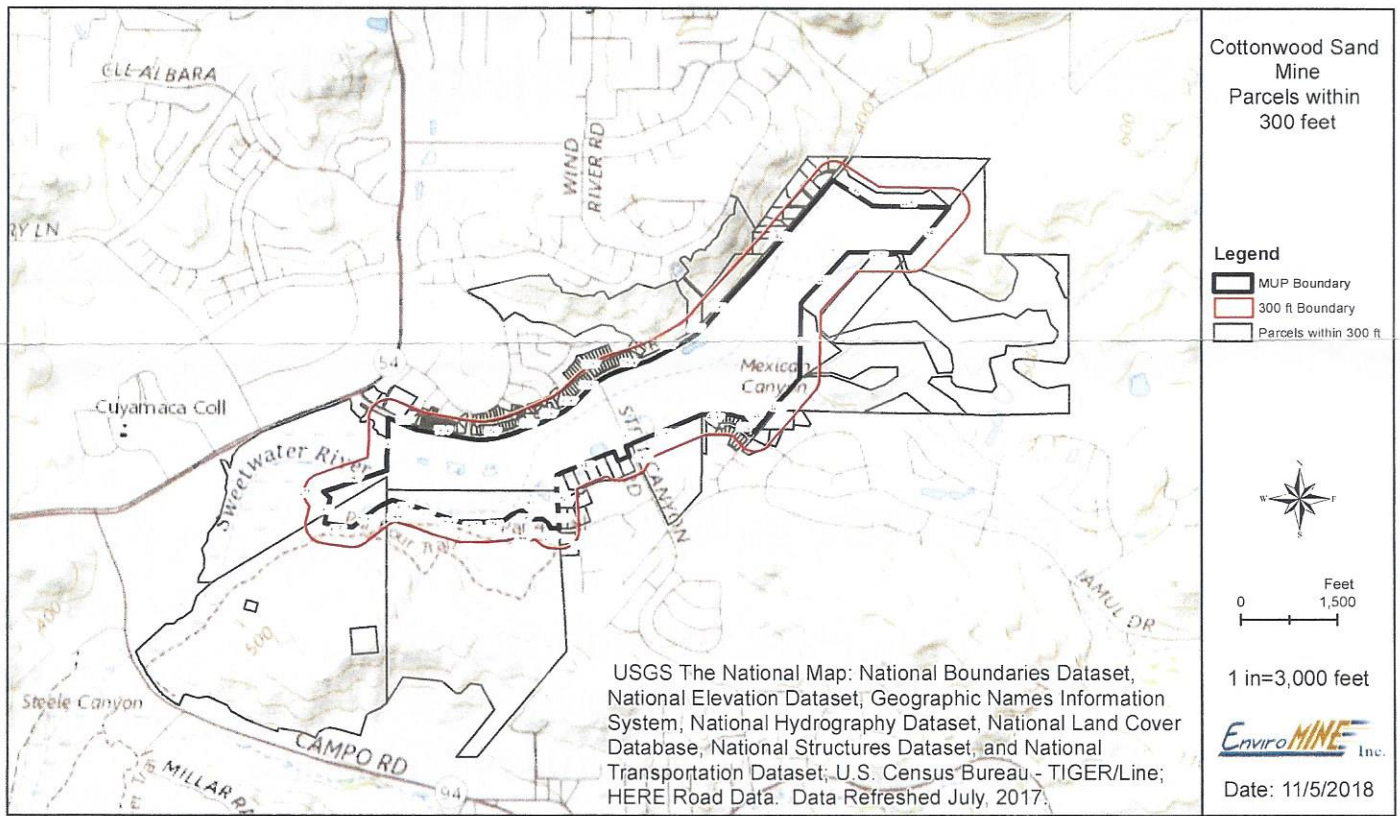 Cottonwood Sand
Mine
Parcels within
300 feet
Legend
MUP Boundary
300 ft Boundary
Parcels within 300 ft
N
W
S
Feet
0
1,500
1 in=3,000 feet
EnviroMINE Inc.
Date: 11/5/2018
WIND
RIVER RD
400
600
RY LN
54
Mexican
Canyon
Cuyamaca Coll
Sweetwater River
CANYON
JAMUL DR
400
500
Steele Canyon
CAMPO RD
94
USGS The National Map: National Boundaries Dataset,
National Elevation Dataset, Geographic Names Information
System, National Hydrography Dataset, National Land Cover
Database, National Structures Dataset, and National
Transportation Dataset; U.S. Census Bureau - TIGER/Line;
HERE Road Data. Data Refreshed July, 2017.